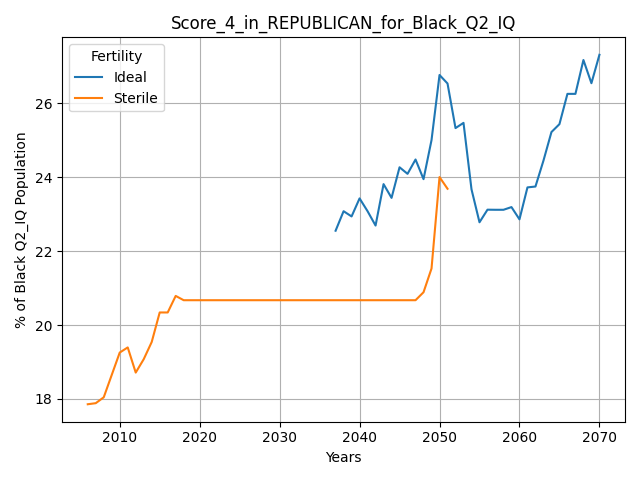 Score_4_in_REPUBLICAN_for_Black_Q2_IQ
Fertility
Ideal
Sterile
% of Black Q2_IQ Population
26
24
22
20
18
2010 2020 2030 2040 2050 2060 2070
Years